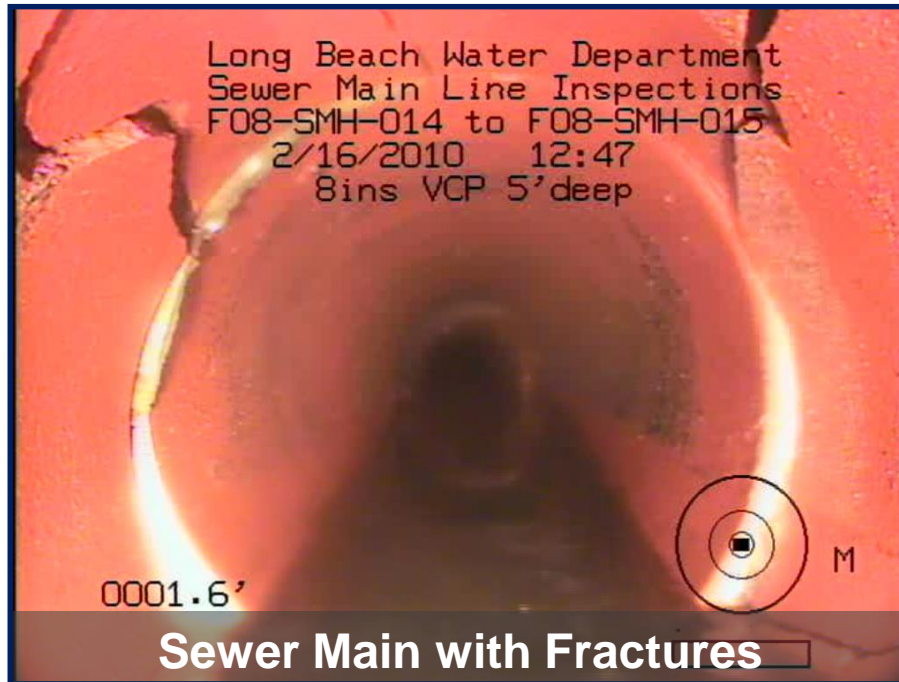 Long Beach Water Department
Sewer Main Line Inspections
F08-SMH-014 to F08-SMH-015
2/16/2010 12:47
8ins VCP 5'deep
M
0001.6'
Sewer Main with Fractures